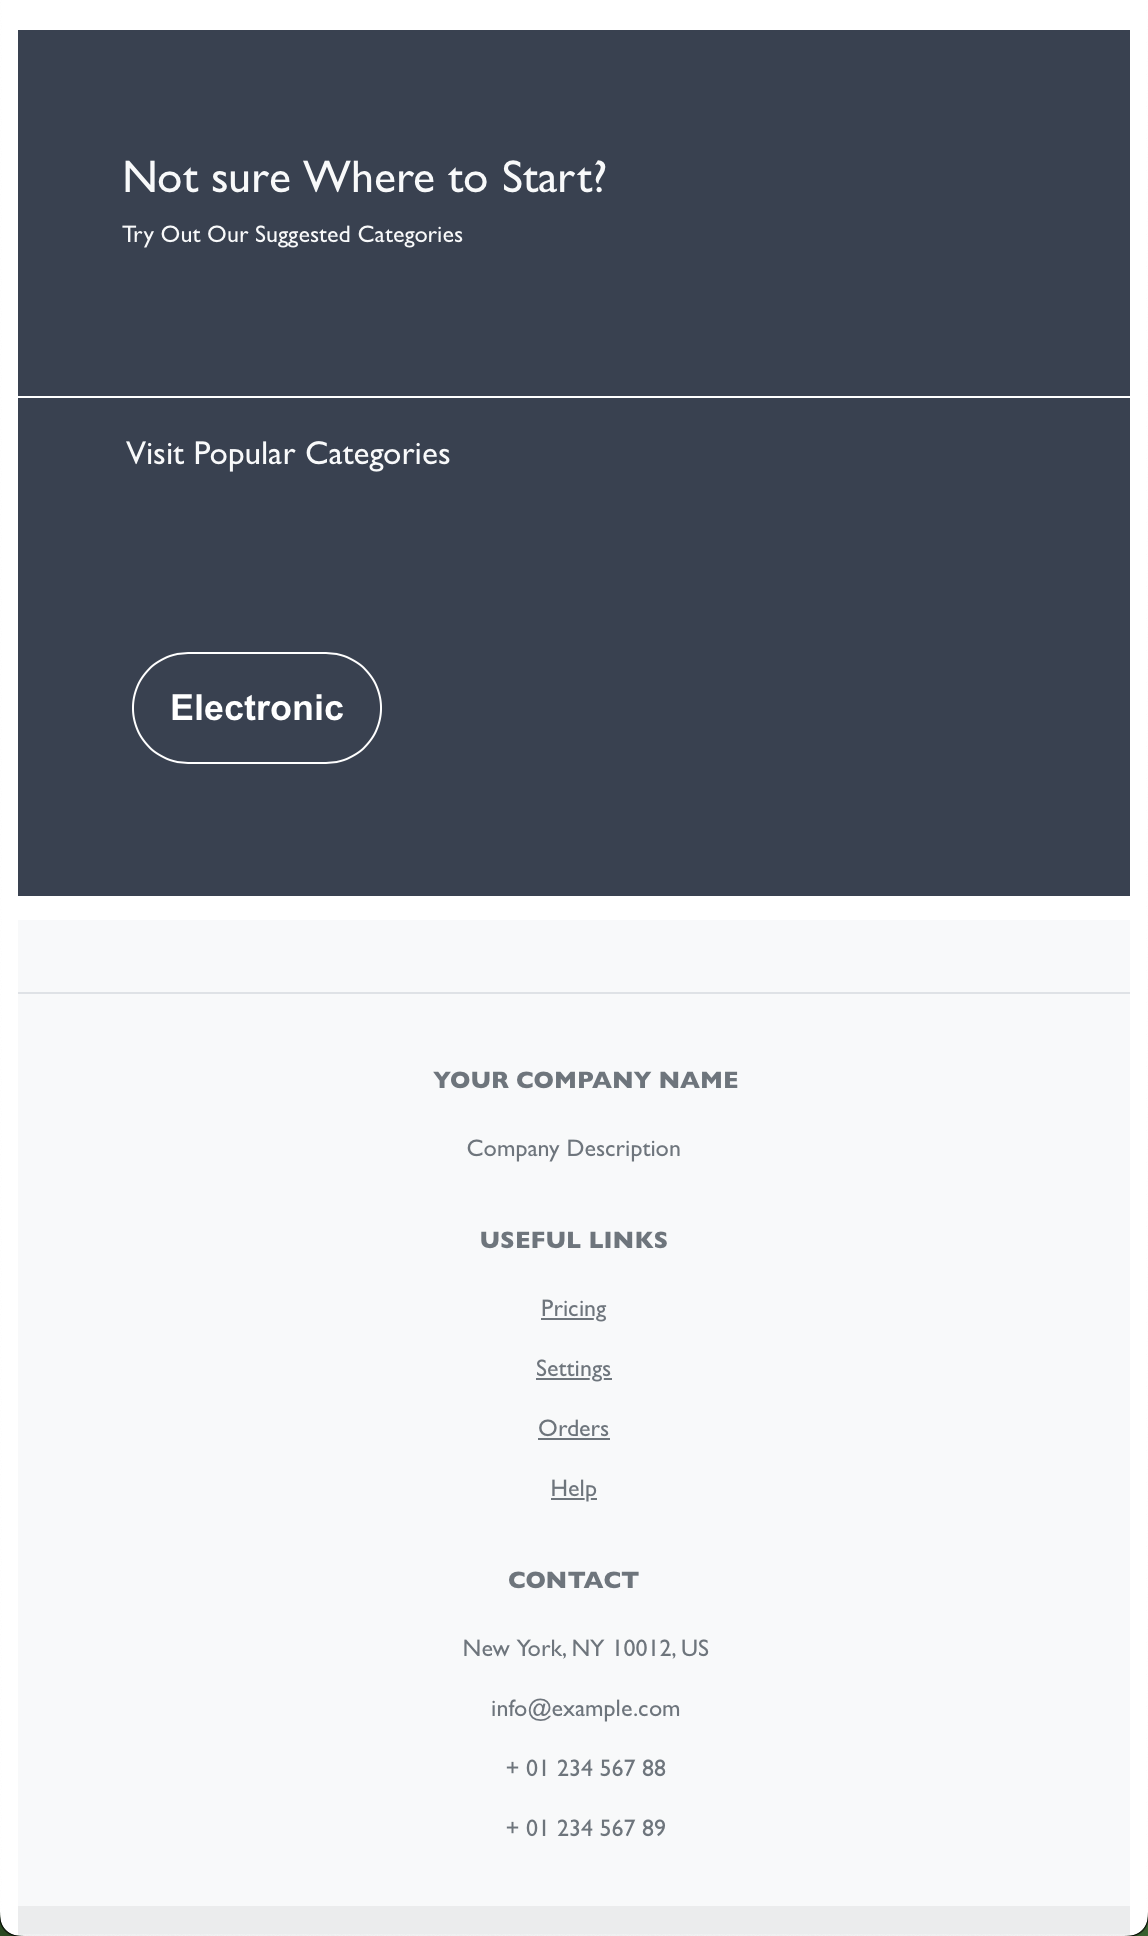 Not sure Where to Start?
Try Out Our Suggested Categories
Visit Popular Categories
Electronic
YOUR COMPANY NAME
Company Description
USEFUL LINKS
Pricing
Settings
Orders
Help
CONTACT
New York, NY 10012, US
info@example.com
+ 01 234 567 88
+ 01 234 567 89